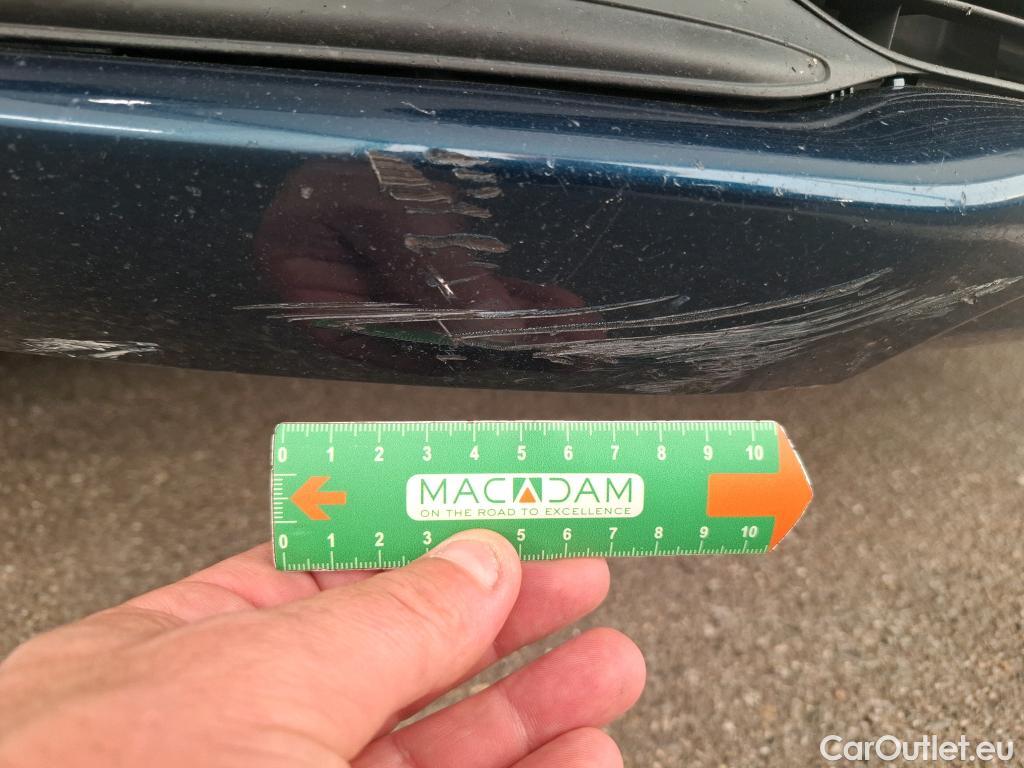 0 1 2 3 4 5 6 7 8 9 10
MACADAM
ON THE ROAD TO EXCELLENCE
0 1 2 3 5 6 7 8 9 10
CarOutlet.eu